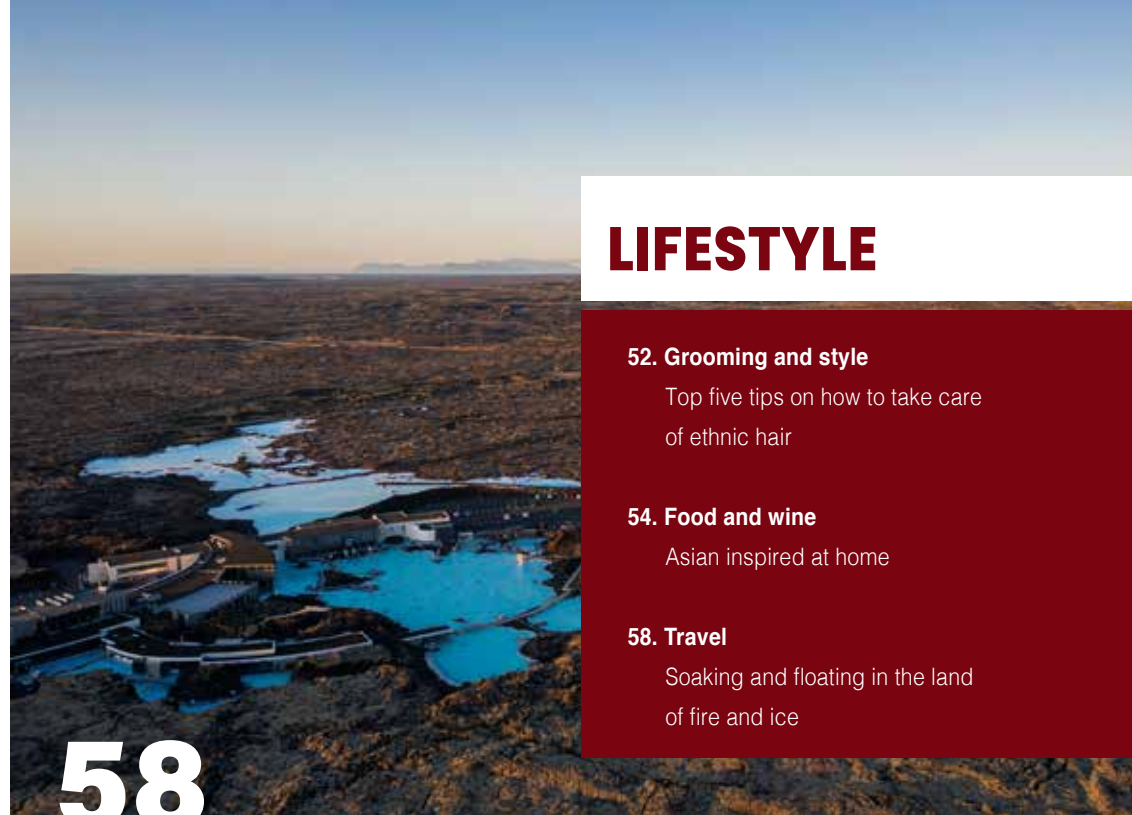 LIFESTYLE
52. Grooming and style
Top five tips on how to take care
of ethnic hair
54. Food and wine
Asian inspired at home
58. Travel
Soaking and floating in the land
of fire and ice
58